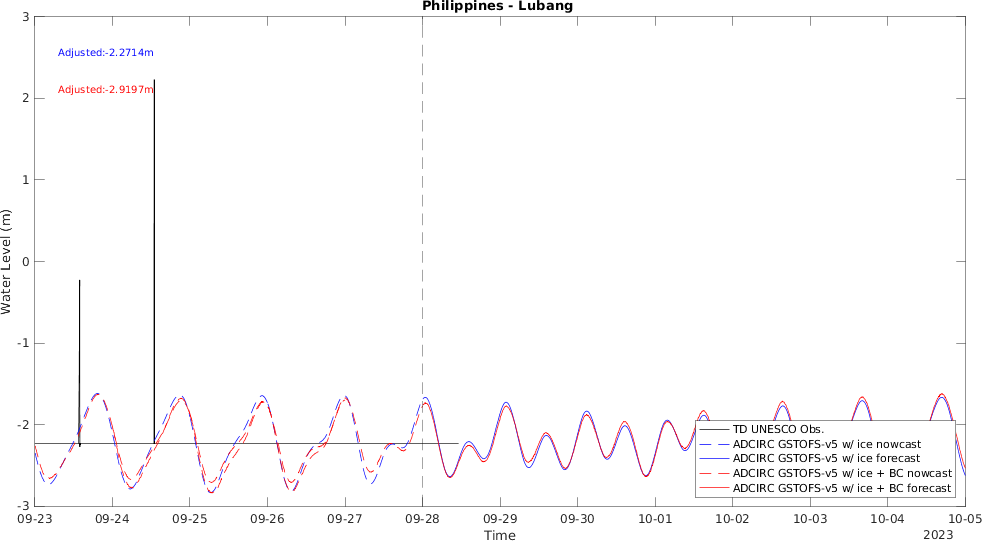 Philippines - Lubang
Adjusted:-2.2714m
Adjusted:-2.9197m
Water Level (m)
3
2
1
0
-1
-2
-3
TD UNESCO Obs.
ADCIRC GSTOFS-v5 w/ ice nowcast
ADCIRC GSTOFS-v5 w/ ice forecast
ADCIRC GSTOFS-v5 w/ ice + BC nowcast
ADCIRC GSTOFS-v5 w/ ice + BC forecast
09-23 09-24 09-25 09-26 09-27 09-28 09-29 09-30 10-01 10-02 10-03 10-04 10-05
Time
2023